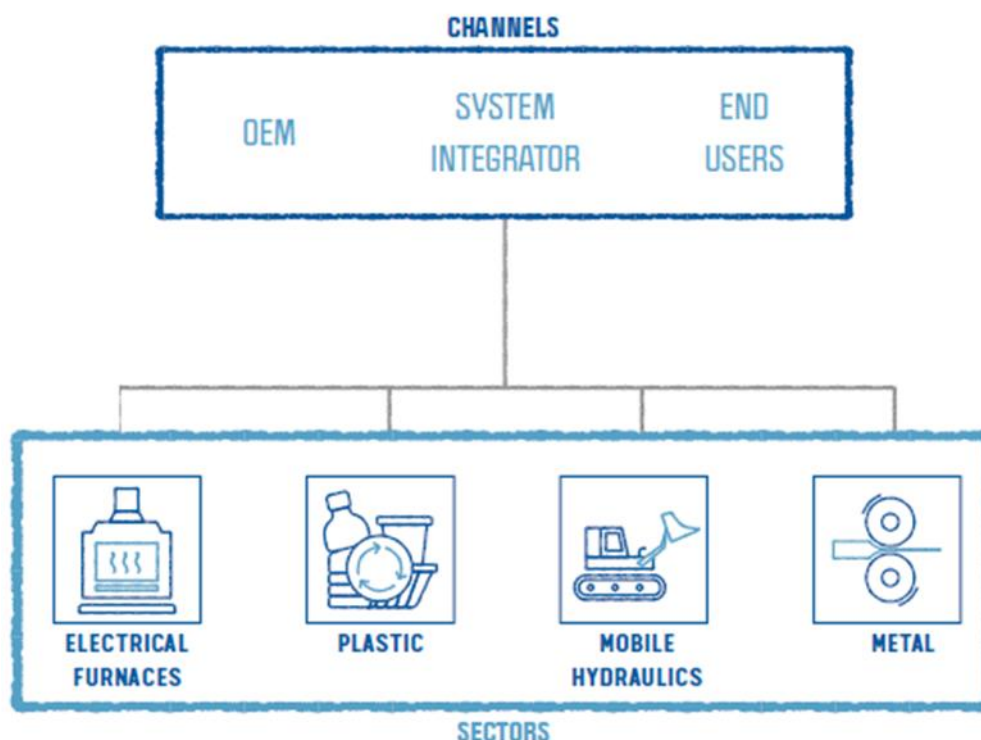 CHANNELS
OEM
SYSTEM
INTEGRATOR
END
USERS
ELECTRICAL
FURNACES
PLASTIC
MOBILE
HYDRAULICS
METAL
SECTORS